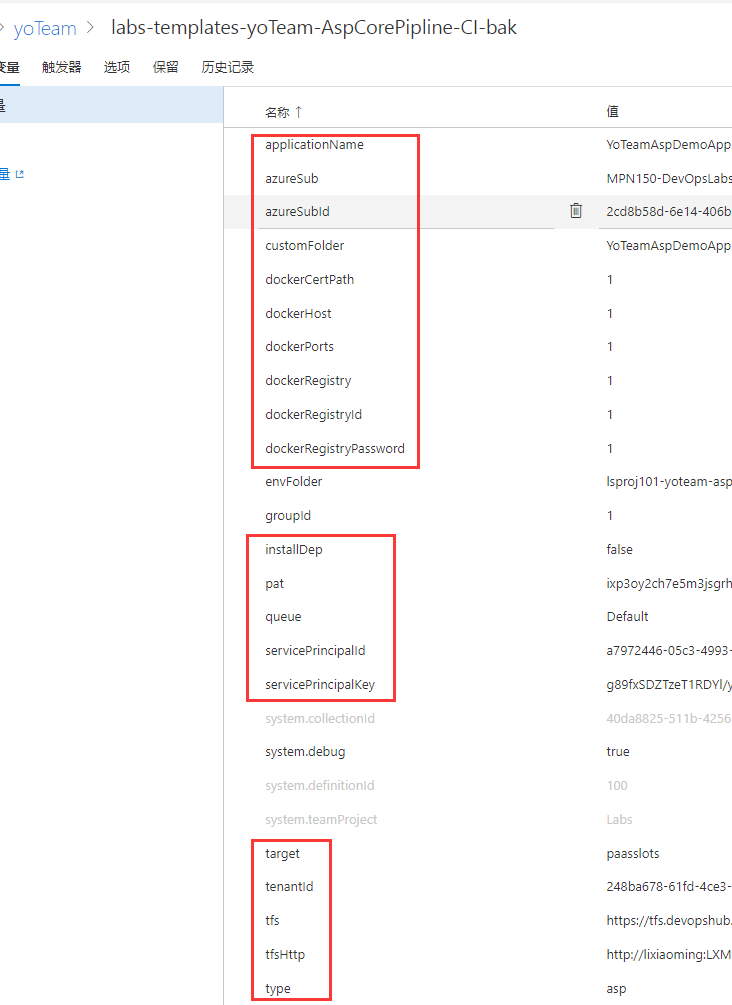 yoTeam > labs-templates-yoTeam-AspCorePipline-CI-bak
变量 触发器 选项 保留 历史记录
量
名称 ↑ 值
applicationName YoTeamAspDemoApp
量
azureSub MPN150-DevOpsLabs
azureSubId 2cd8b58d-6e14-406b
customFolder YoTeamAspDemoApp
dockerCertPath 1
dockerHost 1
dockerPorts 1
dockerRegistry 1
dockerRegistryId 1
dockerRegistryPassword 1
envFolder lsproj101-yoteam-asp
groupId 1
installDep false
pat ixp3oy2ch7e5m3jsgrh
queue Default
servicePrincipalId a7972446-05c3-4993-
servicePrincipalKey g89fxSDZTzeT1RDYl/y
system.collectionId 40da8825-511b-4256
system.debug true
system.definitionId 100
system.teamProject Labs
target paasslots
tenantId 248ba678-61fd-4ce3-
tfs https://tfs.devopshub.
tfsHttp http://lixiaoming:LXM
type asp